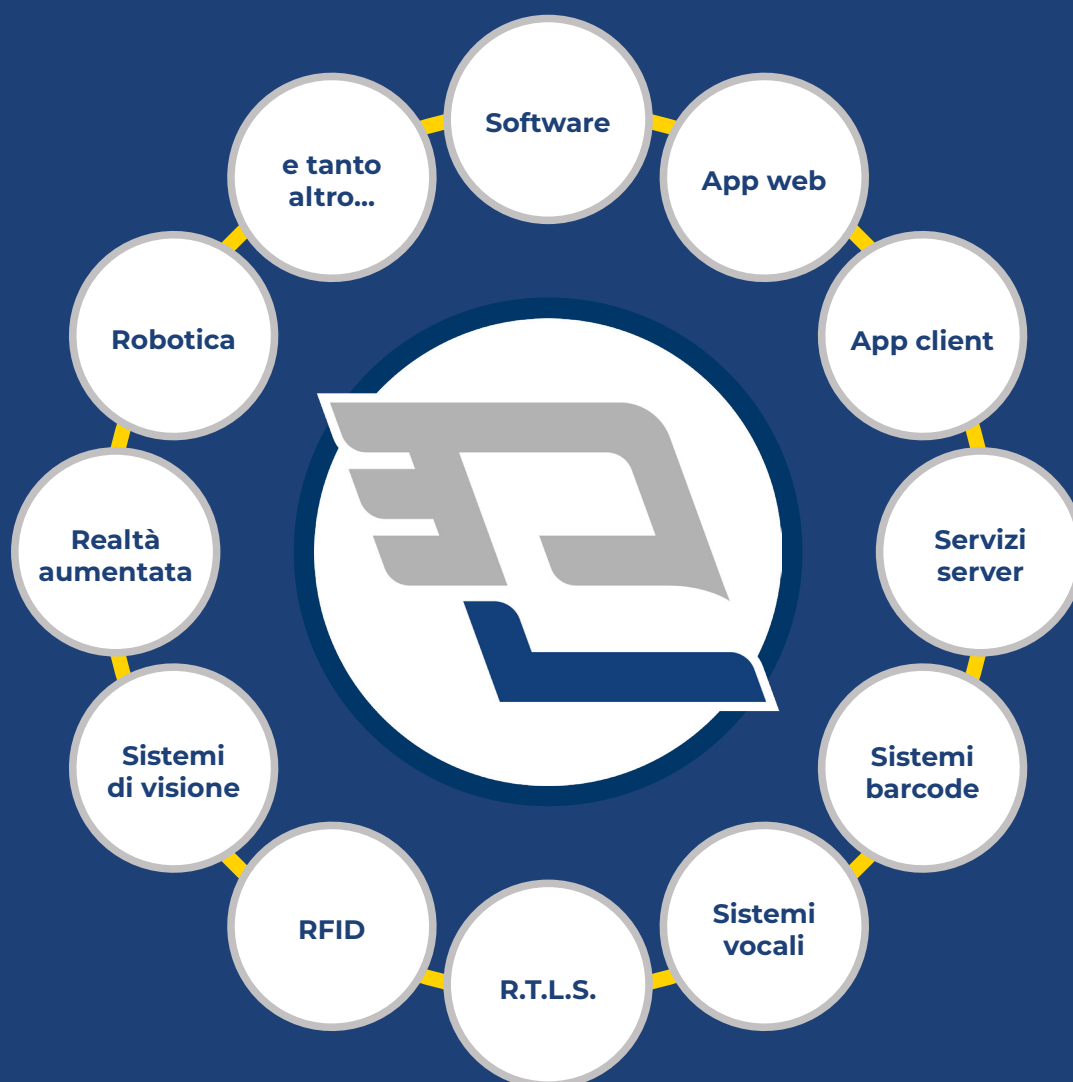 Software
App web
App client
Servizi
server
Sistemi
barcode
Sistemi
vocali
R.T.L.S.
RFID
Sistemi
di visione
Realtà
aumentata
Robotica
e tanto
altro...